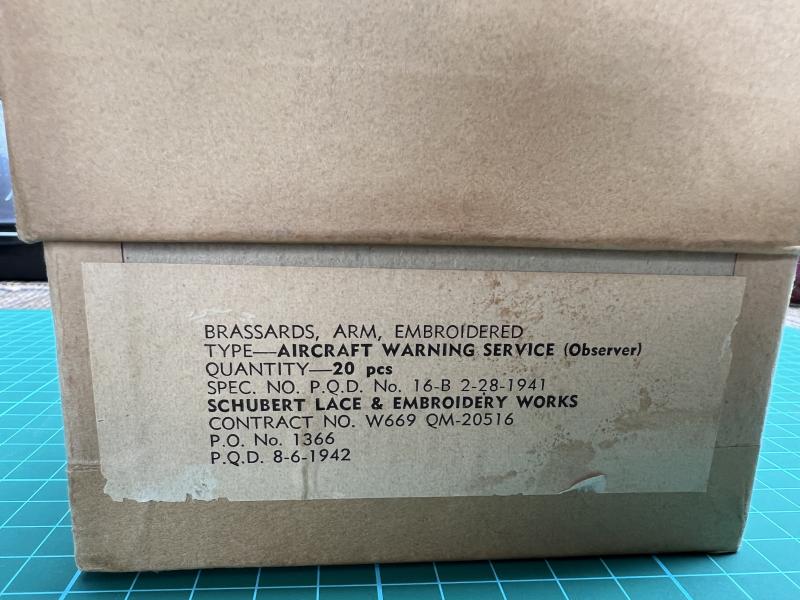 BRASSARDS, ARM, EMBROIDERED
TYPE—AIRCRAFT WARNING SERVICE (Observer)
QUANTITY—20 pcs
SPEC. NO. P.Q.D. No. 16-B 2-28-1941
SCHUBERT LACE & EMBROIDERY WORKS
CONTRACT NO. W669 QM-20516
P.O. No. 1366
P.Q.D. 8-6-1942